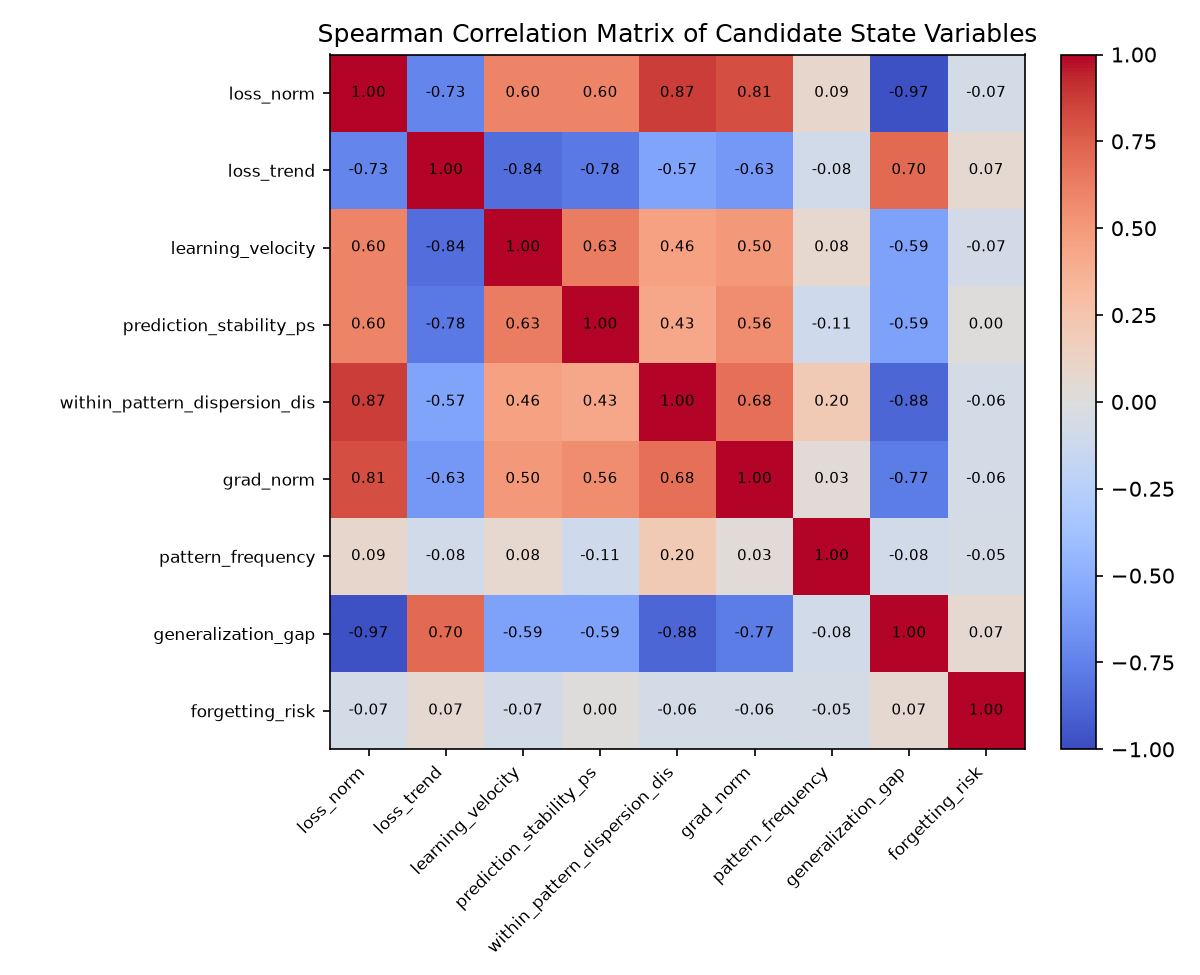 Spearman Correlation Matrix of Candidate State Variables
loss_norm 1.00 -0.73 0.60 0.60 0.87 0.81 0.09 -0.97 -0.07
loss_trend -0.73 1.00 -0.84 -0.78 -0.57 -0.63 -0.08 0.70 0.07
learning_velocity 0.60 -0.84 1.00 0.63 0.46 0.50 0.08 -0.59 -0.07
prediction_stability_ps 0.60 -0.78 0.63 1.00 0.43 0.56 -0.11 -0.59 0.00
within_pattern_dispersion_dis 0.87 -0.57 0.46 0.43 1.00 0.68 0.20 -0.88 -0.06
grad_norm 0.81 -0.63 0.50 0.56 0.68 1.00 0.03 -0.77 -0.06
pattern_frequency 0.09 -0.08 0.08 -0.11 0.20 0.03 1.00 -0.08 -0.05
generalization_gap -0.97 0.70 -0.59 -0.59 -0.88 -0.77 -0.08 1.00 0.07
forgetting_risk -0.07 0.07 -0.07 0.00 -0.06 -0.06 -0.05 0.07 1.00
loss_norm
loss_trend
learning_velocity
prediction_stability_ps
within_pattern_dispersion_dis
grad_norm
pattern_frequency
generalization_gap
forgetting_risk
1.00
0.75
0.50
0.25
0.00
−0.25
−0.50
−0.75
−1.00